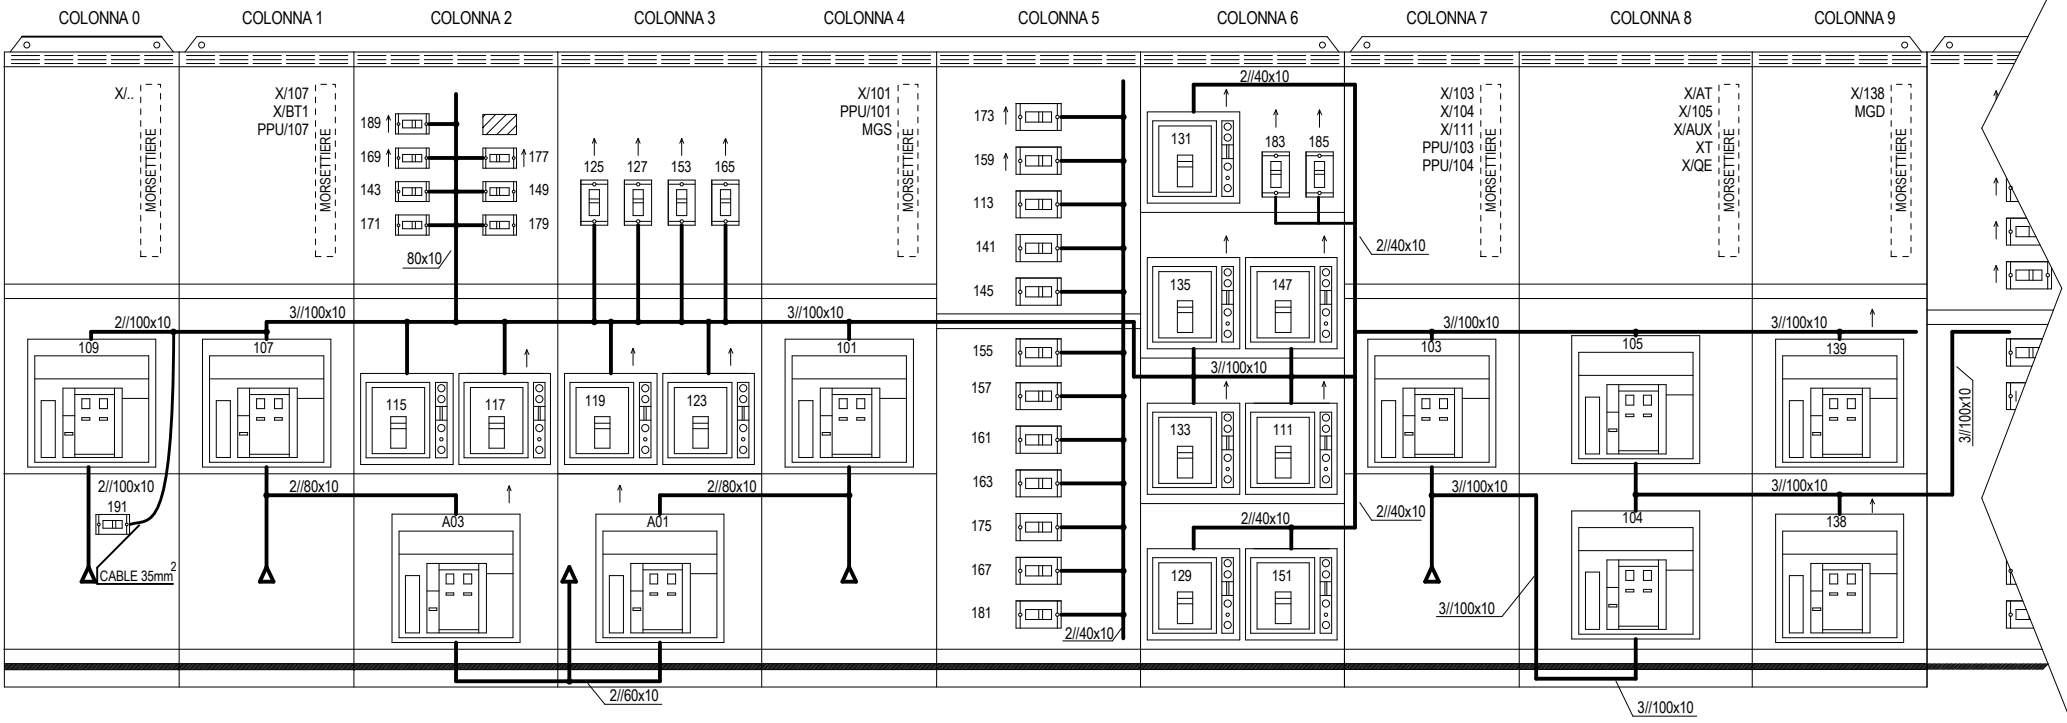 COLONNA 0
COLONNA 1
COLONNA 2
COLONNA 3
COLONNA 4
COLONNA 5
COLONNA 6
COLONNA 7
COLONNA 8
COLONNA 9
X/..
MORSETTIERE
X/107
X/BT1
PPU/107
MORSETTIERE
189
169
177
143
149
171
179
80x10
125
127
153
165
X/101
PPU/101
MGS
MORSETTIERE
173
159
113
141
145
2//40x10
131
183
185
2//40x10
135
147
X/103
X/104
X/111
PPU/103
PPU/104
MORSETTIERE
X/AT
X/105
X/AUX
XT
X/QE
MORSETTIERE
X/138
MGD
MORSETTIERE
2//100x10
3//100x10
3//100x10
3//100x10
3//100x10
109
107
101
103
105
139
115
117
119
123
155
157
161
163
175
167
181
2//40x10
3//100x10
133
111
3//100x10
2//100x10
191
CABLE 35mm2
2//80x10
2//80x10
A03
A01
2//60x10
2//40x10
2//40x10
129
151
3//100x10
3//100x10
104
138
3//100x10
3//100x10